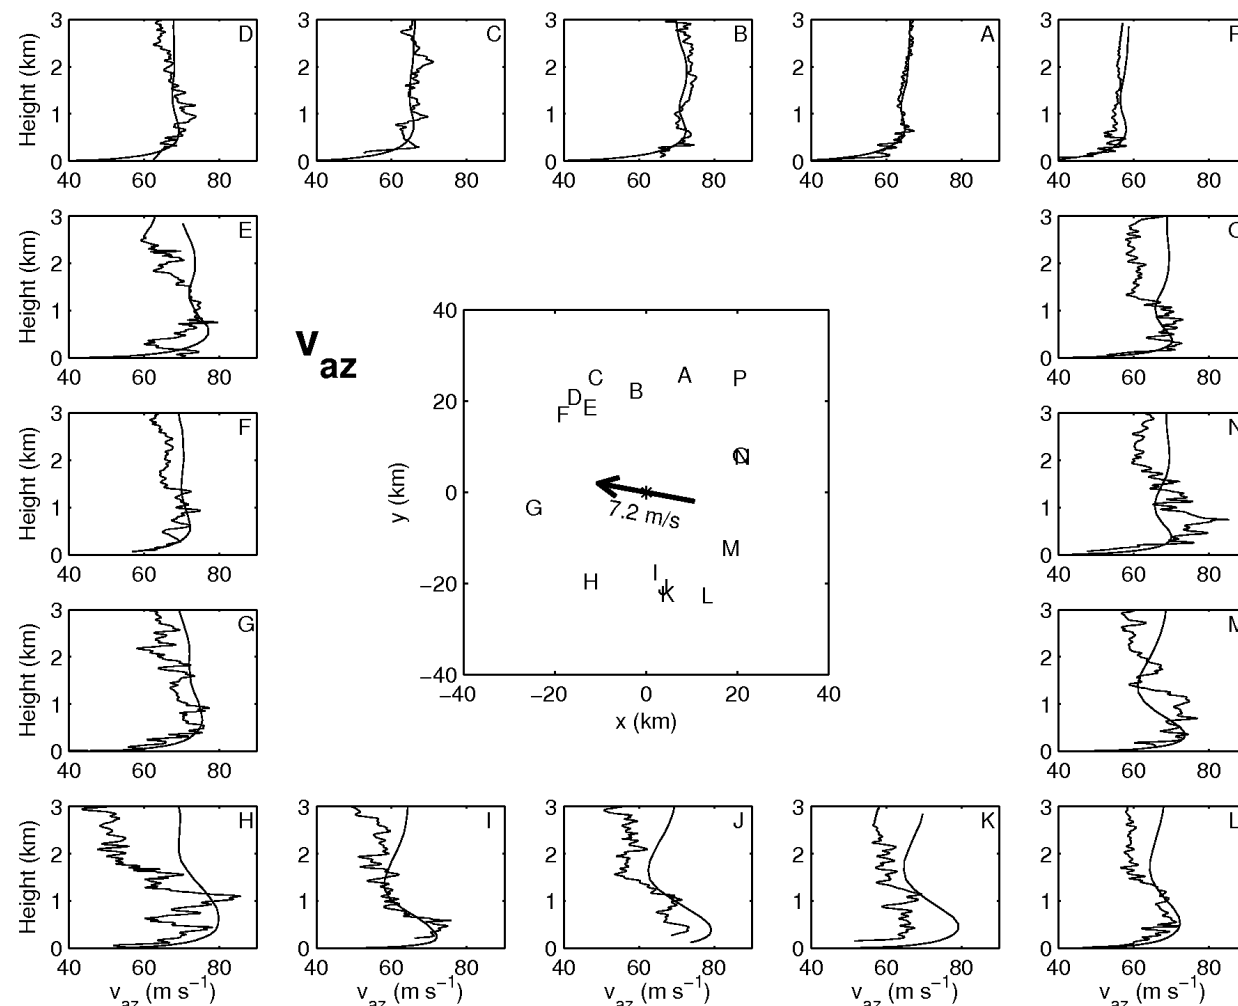 Height (km) 3 2 1 0 D 40 60 80
3 2 1 0 C 40 60 80
3 2 1 0 B 40 60 80
3 2 1 0 A 40 60 80
3 2 1 0 40 60 80
Height (km) 3 2 1 0 E 40 60 80
v_az
3 2 1 0 40 60 80
Height (km) 3 2 1 0 F 40 60 80
3 2 1 0 N 40 60 80
Height (km) 3 2 1 0 G 40 60 80
3 2 1 0 M 40 60 80
y (km)
40
20
0
−20
−40
C A P
D B
F E
O N
7.2 m/s
G
M
I
H J K L
−40 −20 0 20 40
x (km)
Height (km) 3 2 1 0 H 40 60 80
v_az (m s⁻¹)
3 2 1 0 I 40 60 80
v_az (m s⁻¹)
3 2 1 0 J 40 60 80
v_az (m s⁻¹)
3 2 1 0 K 40 60 80
v_az (m s⁻¹)
3 2 1 0 L 40 60 80
v_az (m s⁻¹)